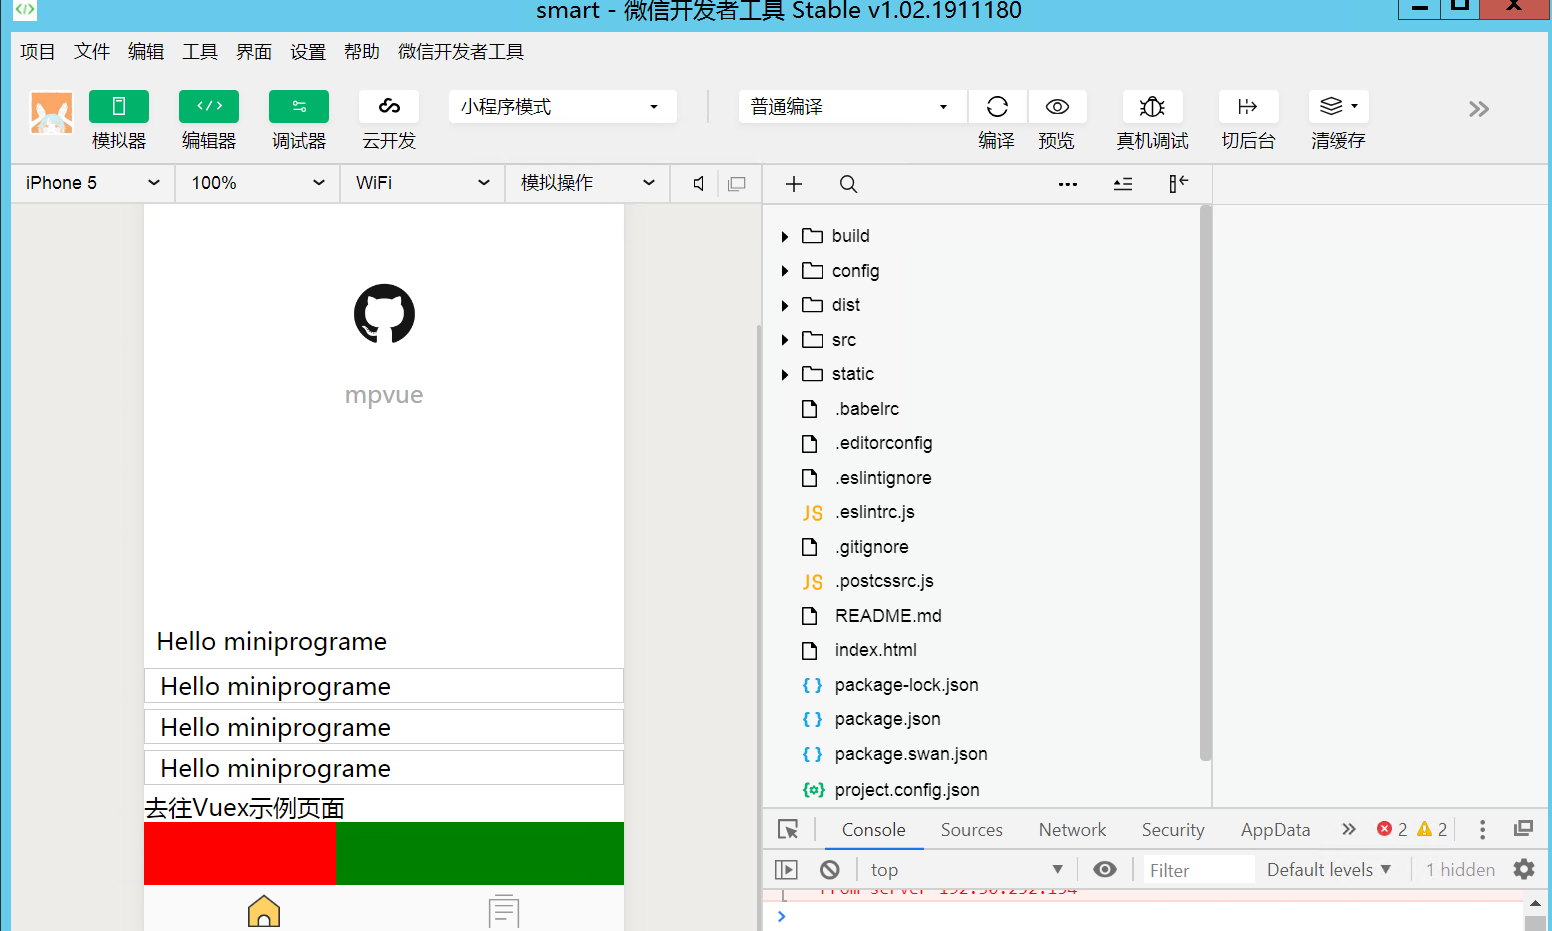 smart - 微信开发者工具 Stable v1.02.1911180
项目 文件 编辑 工具 界面 设置 帮助 微信开发者工具
小程序模式 普通编译
模拟器 编辑器 调试器 云开发 编译 预览 真机调试 切后台 清缓存
iPhone 5 100% WiFi 模拟操作
mpvue
Hello miniprograme
Hello miniprograme
Hello miniprograme
Hello miniprograme
去往Vuex示例页面
build
config
dist
src
static
.babelrc
.editorconfig
.eslintignore
JS .eslintrc.js
.gitignore
JS .postcssrc.js
README.md
index.html
{ } package-lock.json
{ } package.json
{ } package.swan.json
project.config.json
Console Sources Network Security AppData 2 2
top Filter Default levels 1 hidden